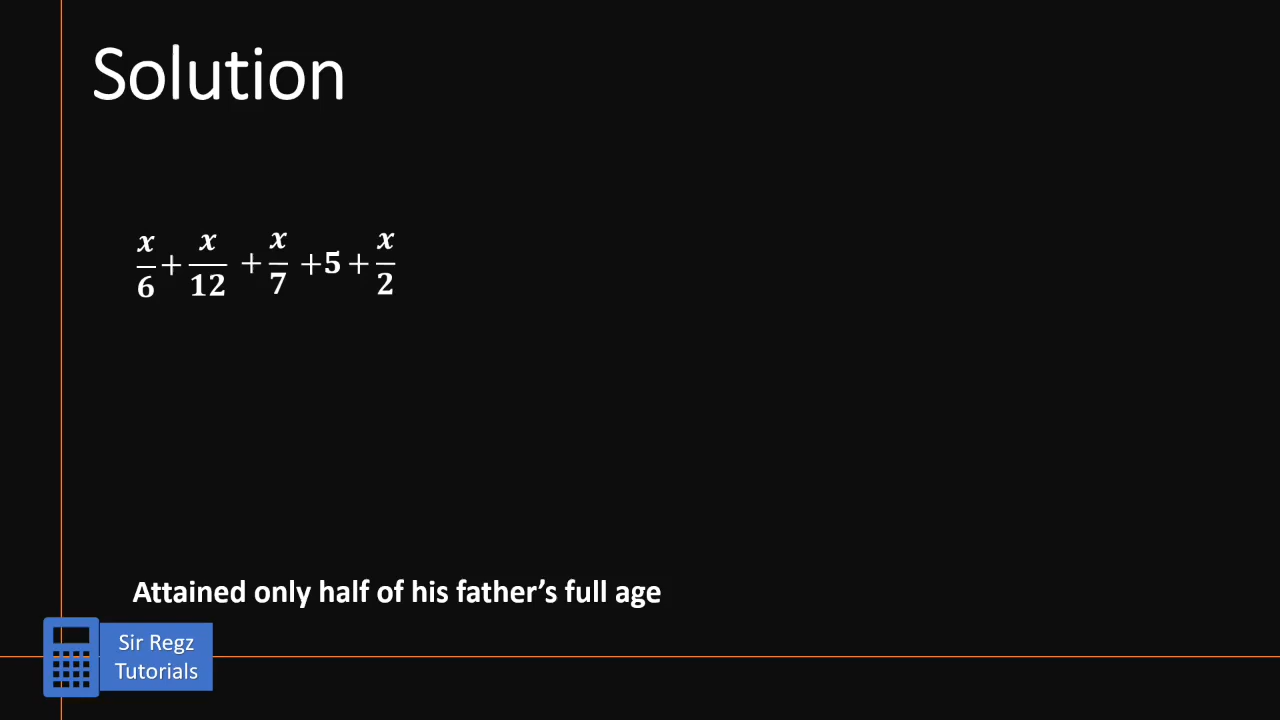 Solution
x/6 + x/12 + x/7 + 5 + x/2
Attained only half of his father’s full age
Sir Regz
Tutorials